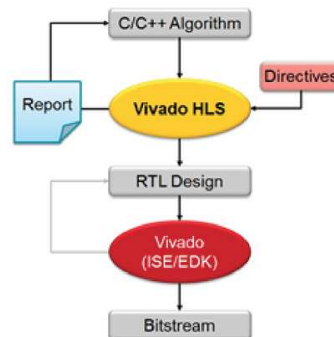 C/C++ Algorithm
Directives
Report
Vivado HLS
RTL Design
Vivado
(ISE/EDK)
Bitstream